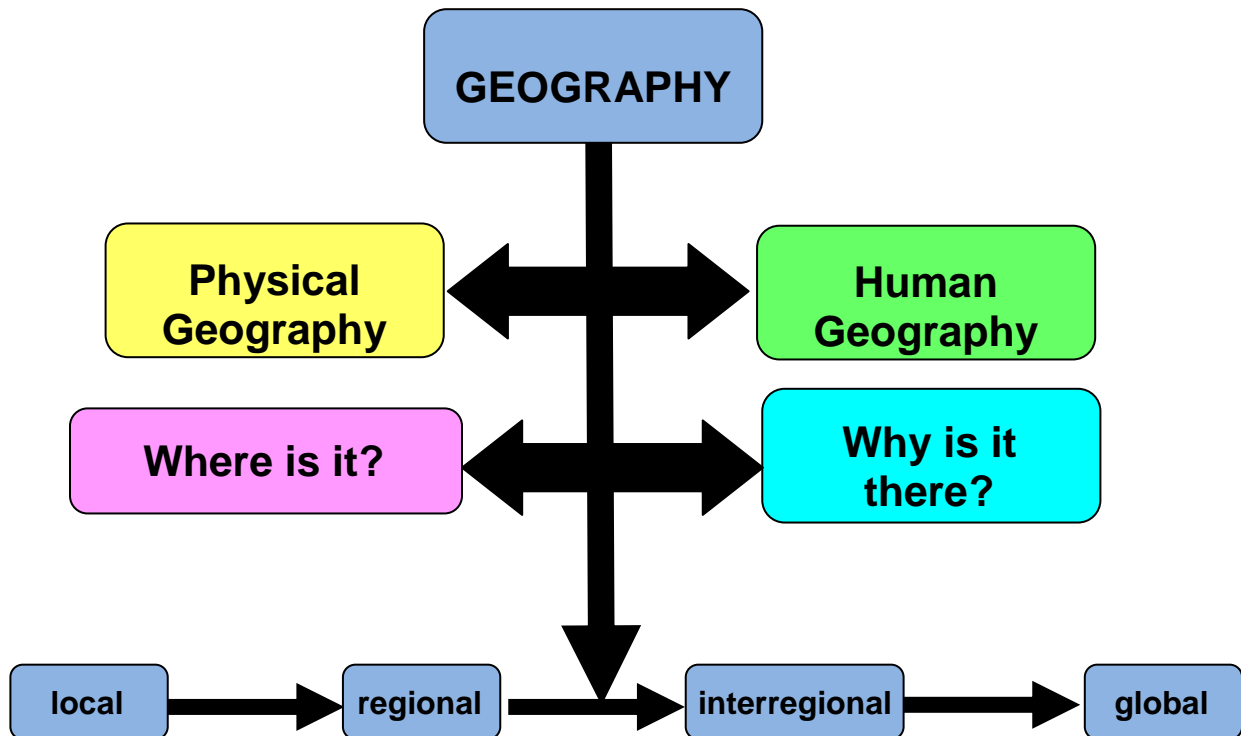 GEOGRAPHY
Physical
Geography
Human
Geography
Where is it?
Why is it
there?
local
regional
interregional
global